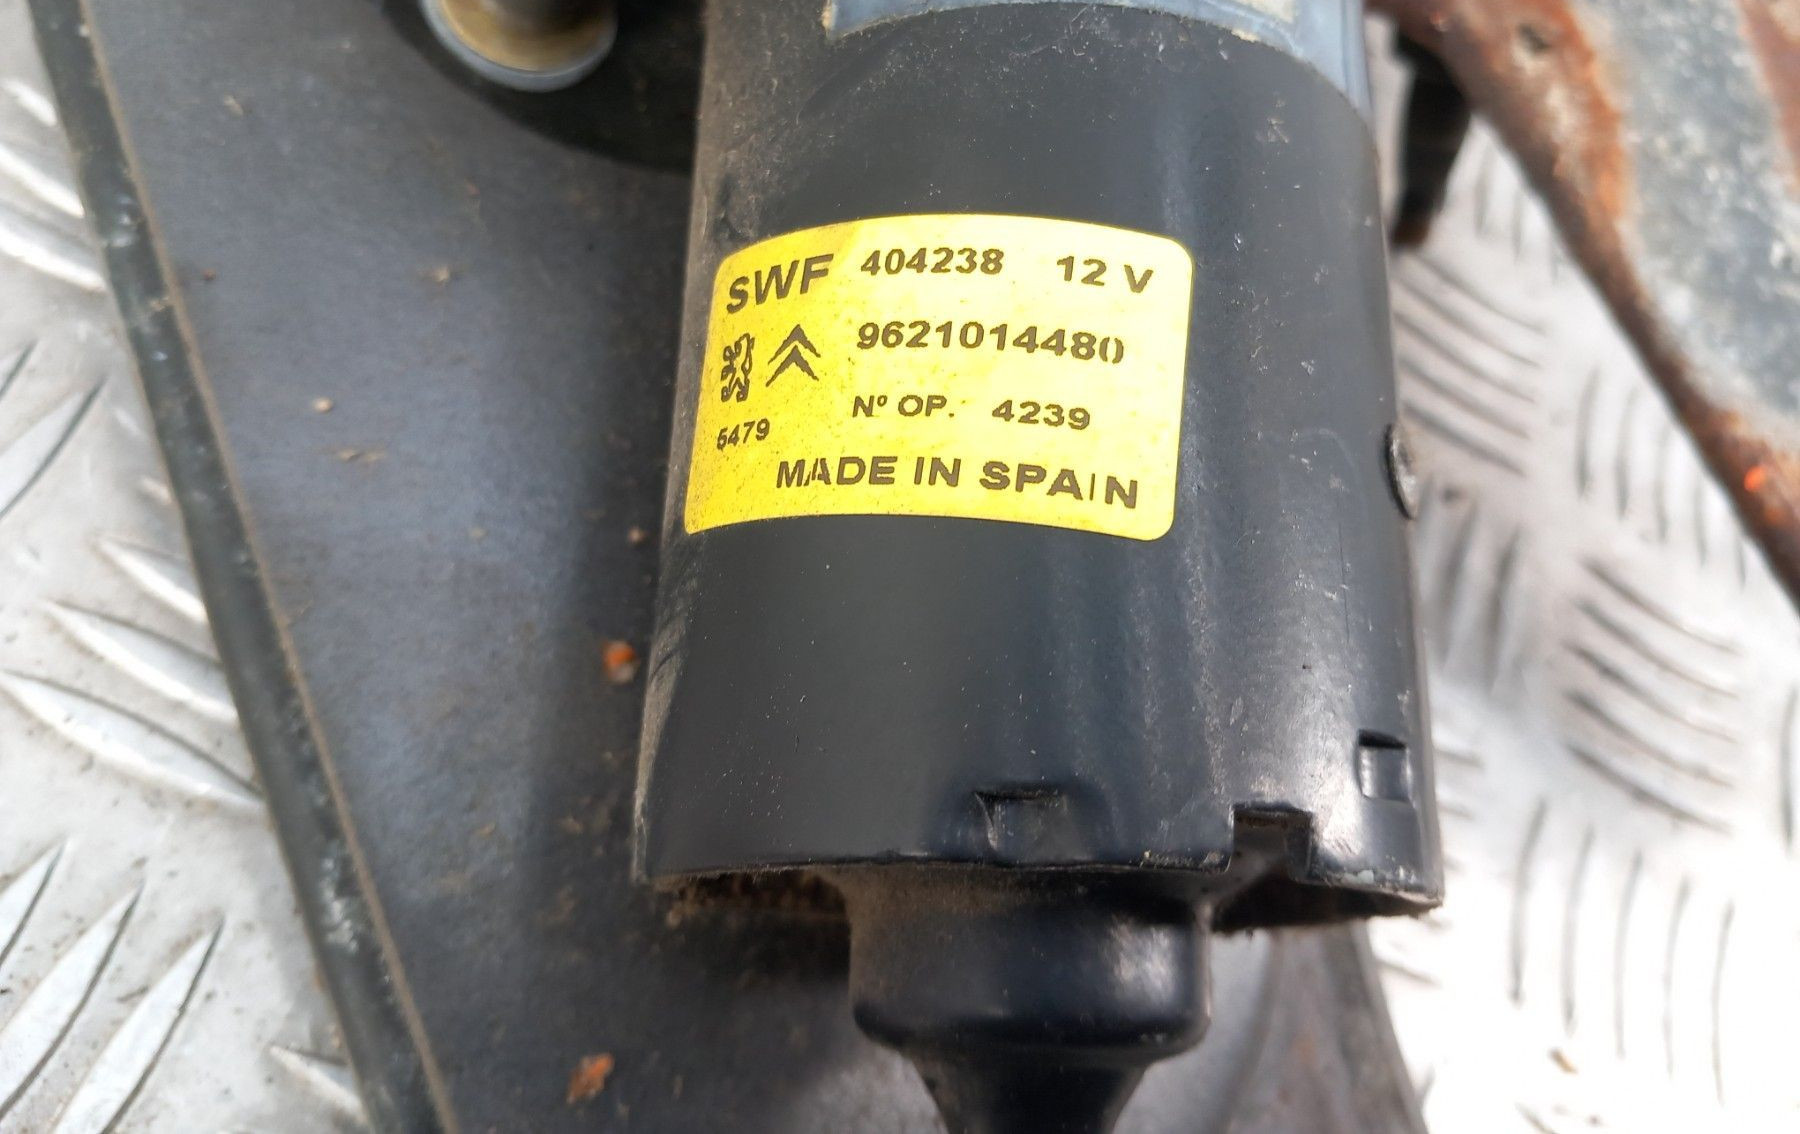 SWF 404238 12 V
9621014480
Nº OP. 4239
5479
MADE IN SPAIN